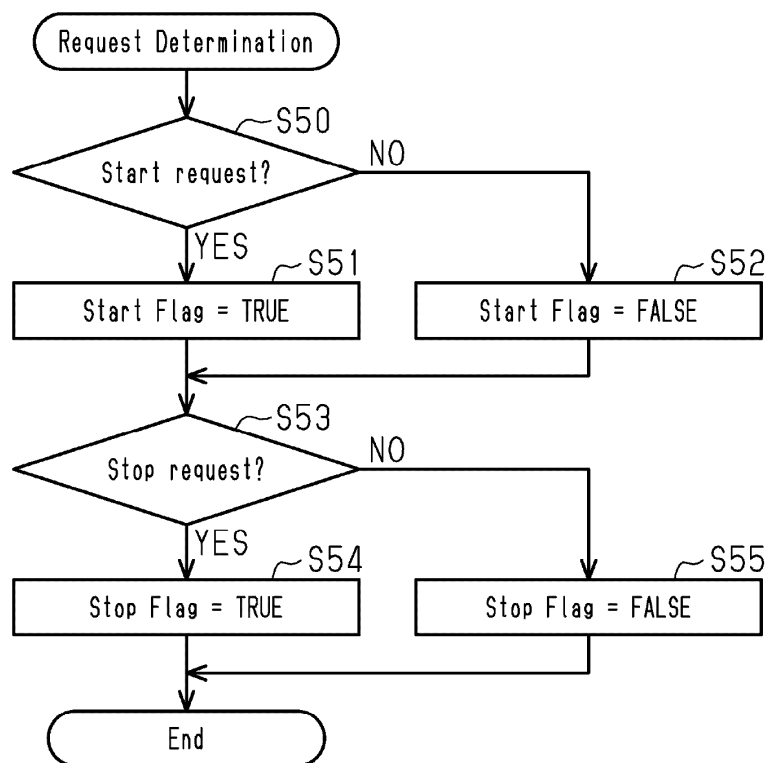 Request Determination
S50
Start request?
NO
YES
S51
S52
Start Flag = TRUE
Start Flag = FALSE
S53
Stop request?
NO
YES
S54
S55
Stop Flag = TRUE
Stop Flag = FALSE
End